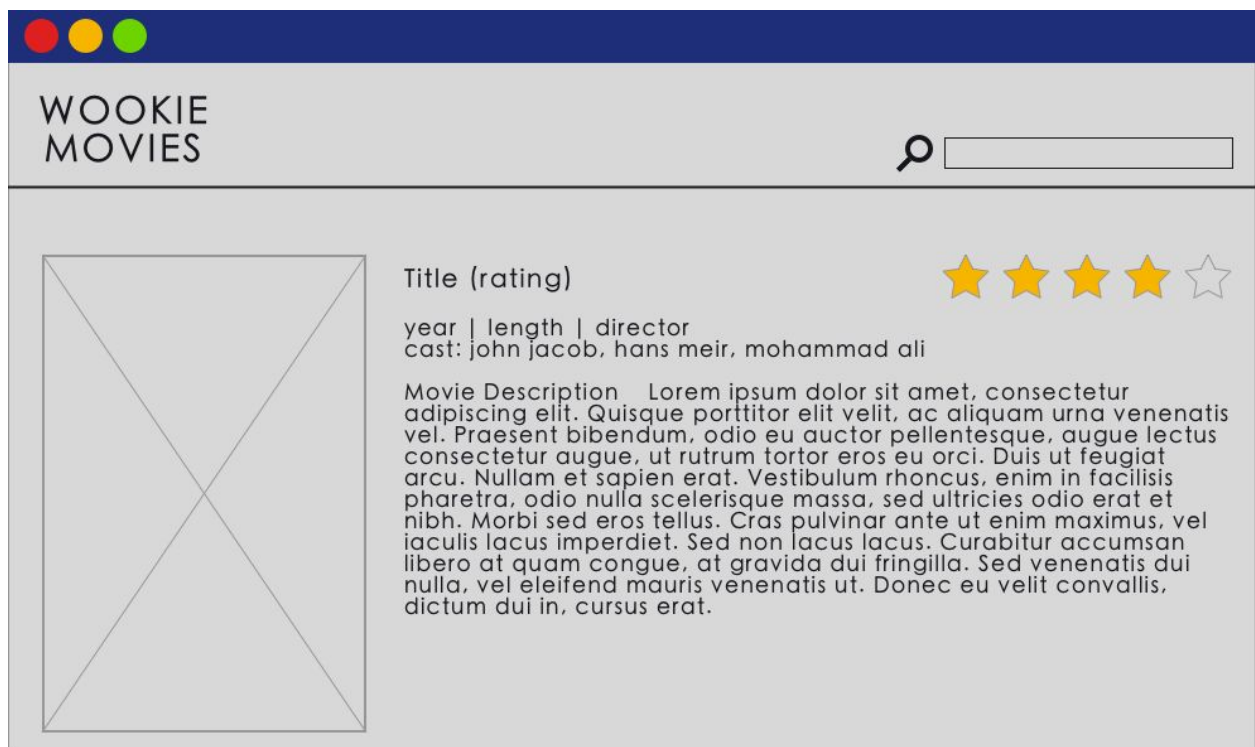 WOOKIE
MOVIES
Title (rating)
year | length | director
cast: john jacob, hans meir, mohammad ali
Movie Description Lorem ipsum dolor sit amet, consectetur
adipiscing elit. Quisque porttitor elit velit, ac aliquam urna venenatis
vel. Praesent bibendum, odio eu auctor pellentesque, augue lectus
consectetur augue, ut rutrum tortor eros eu orci. Duis ut feugiat
arcu. Nullam et sapien erat. Vestibulum rhoncus, enim in facilisis
pharetra, odio nulla scelerisque massa, sed ultricies odio erat et
nibh. Morbi sed eros tellus. Cras pulvinar ante ut enim maximus, vel
iaculis lacus imperdiet. Sed non lacus lacus. Curabitur accumsan
libero at quam congue, at gravida dui fringilla. Sed venenatis dui
nulla, vel eleifend mauris venenatis ut. Donec eu velit convallis,
dictum dui in, cursus erat.